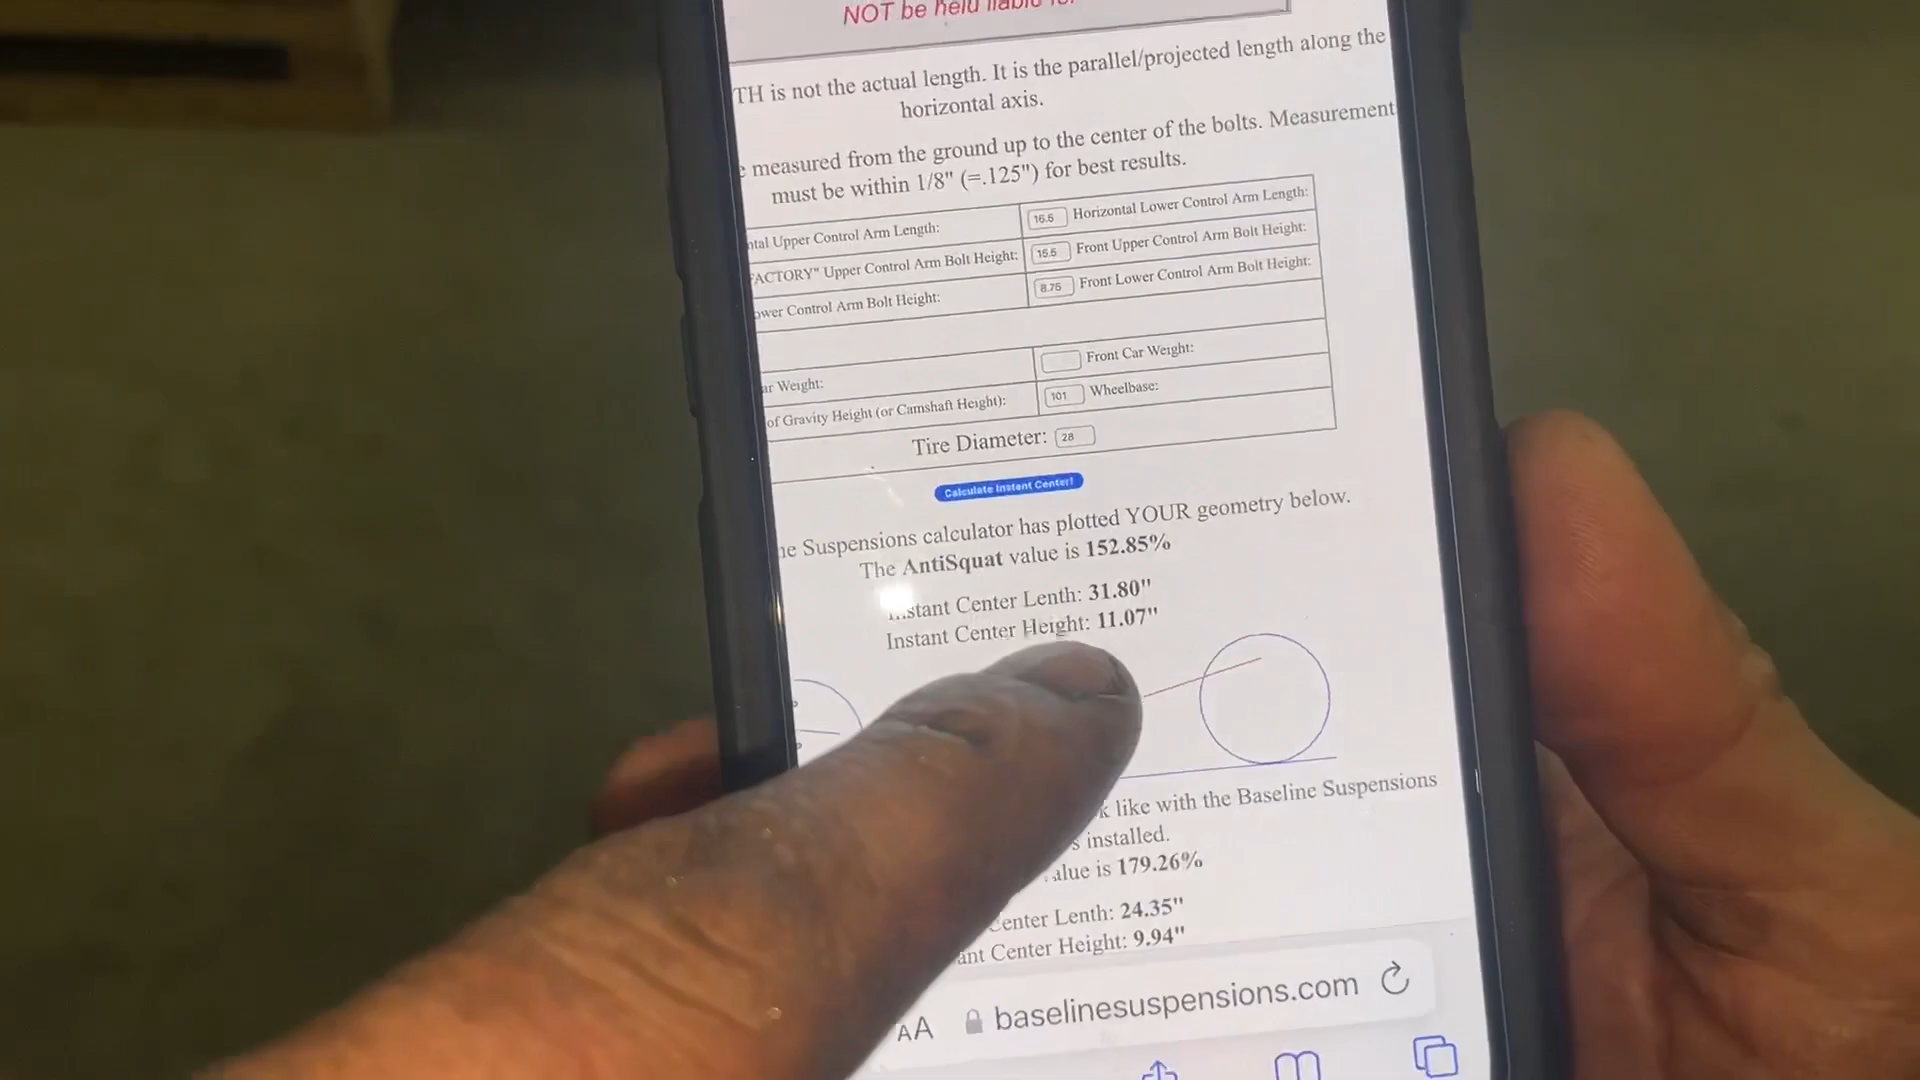 NOT be held liable for
TH is not the actual length. It is the parallel/projected length along the
horizontal axis.
measured from the ground up to the center of the bolts. Measurement
must be within 1/8" (=.125") for best results.
ntal Upper Control Arm Length: 16.5 Horizontal Lower Control Arm Length:
FACTORY" Upper Control Arm Bolt Height: 15.5 Front Upper Control Arm Bolt Height:
ower Control Arm Bolt Height: 8.75 Front Lower Control Arm Bolt Height:
ar Weight: Front Car Weight:
of Gravity Height (or Camshaft Height): 101 Wheelbase:
Tire Diameter: 28
Calculate Instent Center!
ne Suspensions calculator has plotted YOUR geometry below.
The AntiSquat value is 152.85%
stant Center Lenth: 31.80"
Instant Center Height: 11.07"
k like with the Baseline Suspensions
s installed.
alue is 179.26%
Center Lenth: 24.35"
ant Center Height: 9.94"
AA baselinesuspensions.com